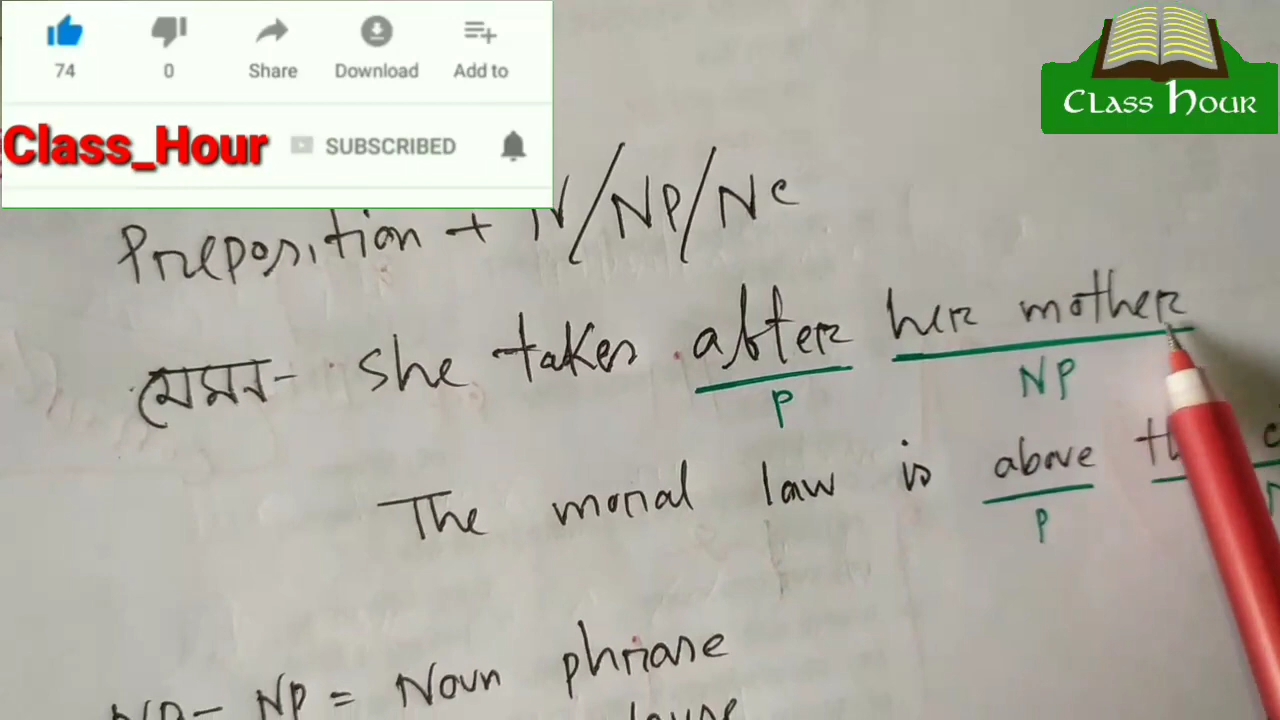 74 0 Share Download Add to
CLASS HOUR
Class_Hour SUBSCRIBED
Preposition + N/NP/NC
যেমন- She takes after her mother
P NP
The moral law is above
P
NP = Noun phrase